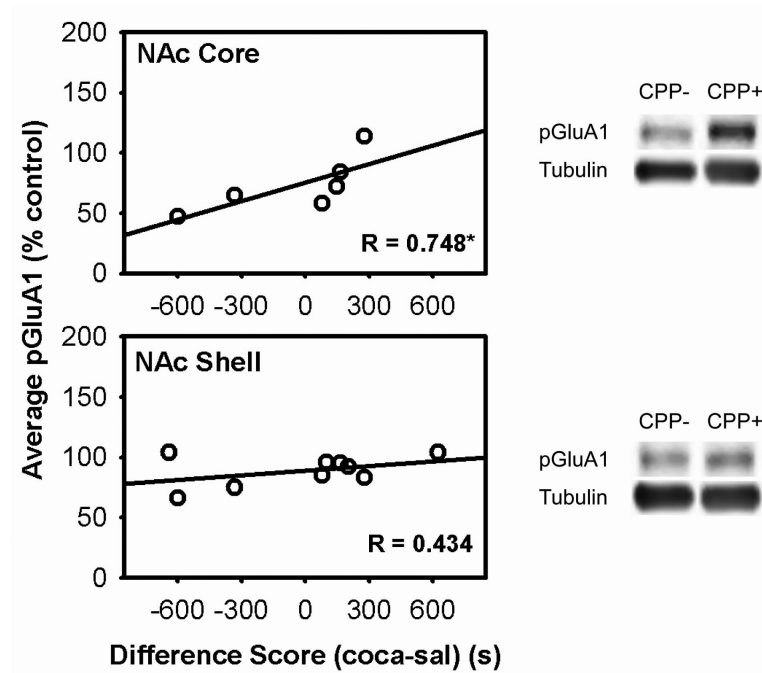 Average pGluA1 (% control)
200
150
100
50
0
NAc Core
R = 0.748*
-600 -300 0 300 600
CPP- CPP+
pGluA1
Tubulin
200
150
100
50
0
NAc Shell
R = 0.434
-600 -300 0 300 600
Difference Score (coca-sal) (s)
CPP- CPP+
pGluA1
Tubulin